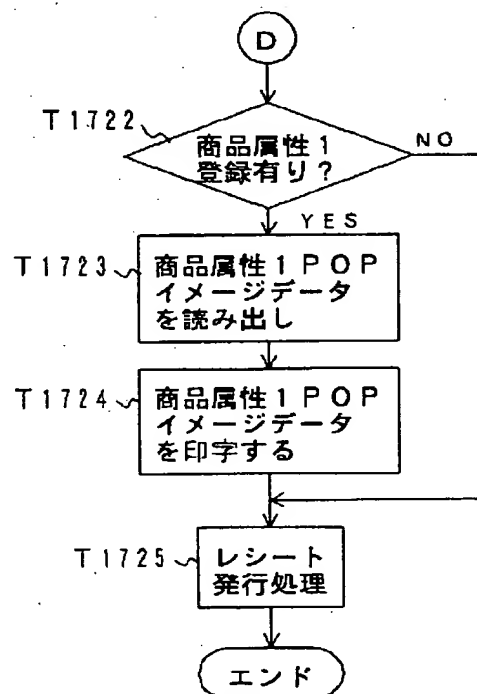 D
T1722
商品属性1
登録有り?
NO
YES
T1723
商品属性1POP
イメージデータ
を読み出し
T1724
商品属性1POP
イメージデータ
を印字する
T1725
レシート
発行処理
エンド